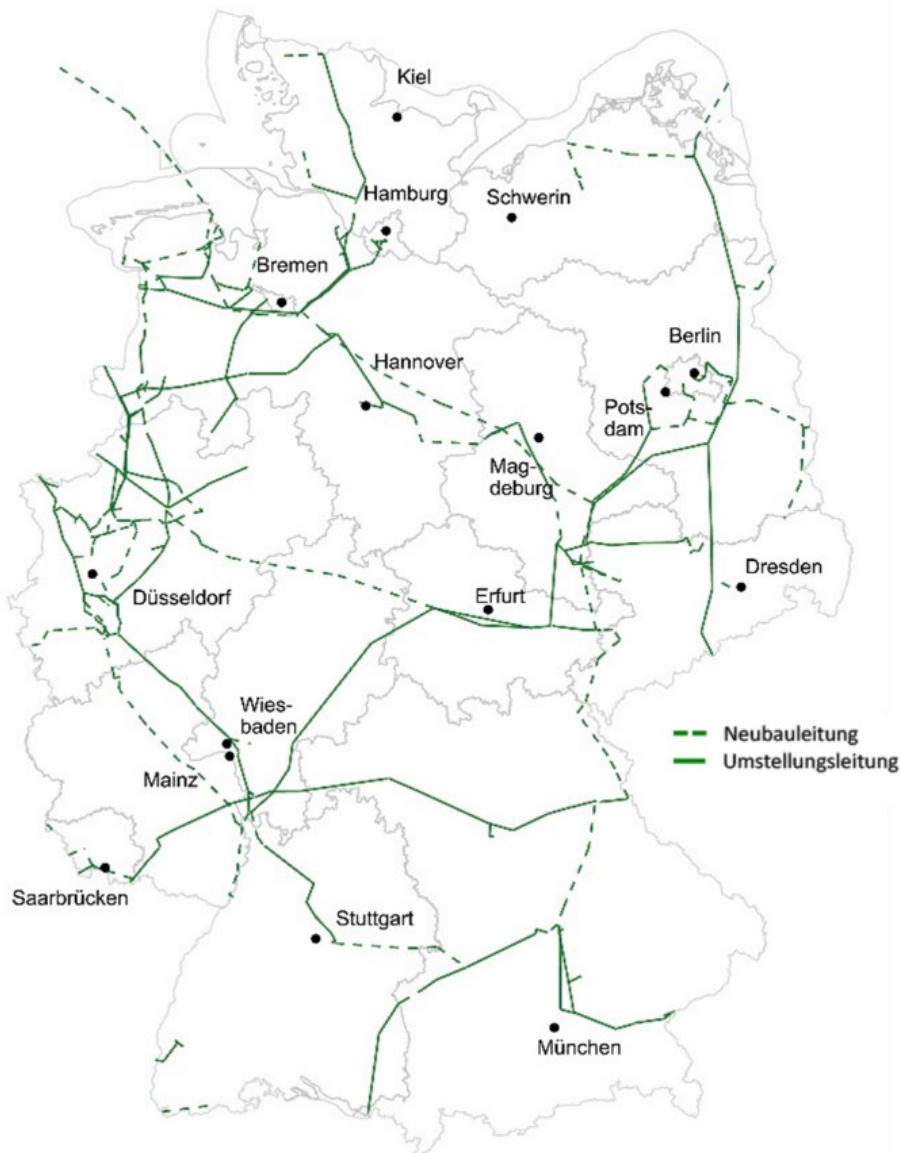 Kiel
Schwerin
Hamburg
Bremen
Berlin
Hannover
Pots-
dam
Mag-
deburg
Dresden
Düsseldorf
Erfurt
Wies-
baden
Mainz
Neubauleitung
Umstellungsleitung
Saarbrücken
Stuttgart
München